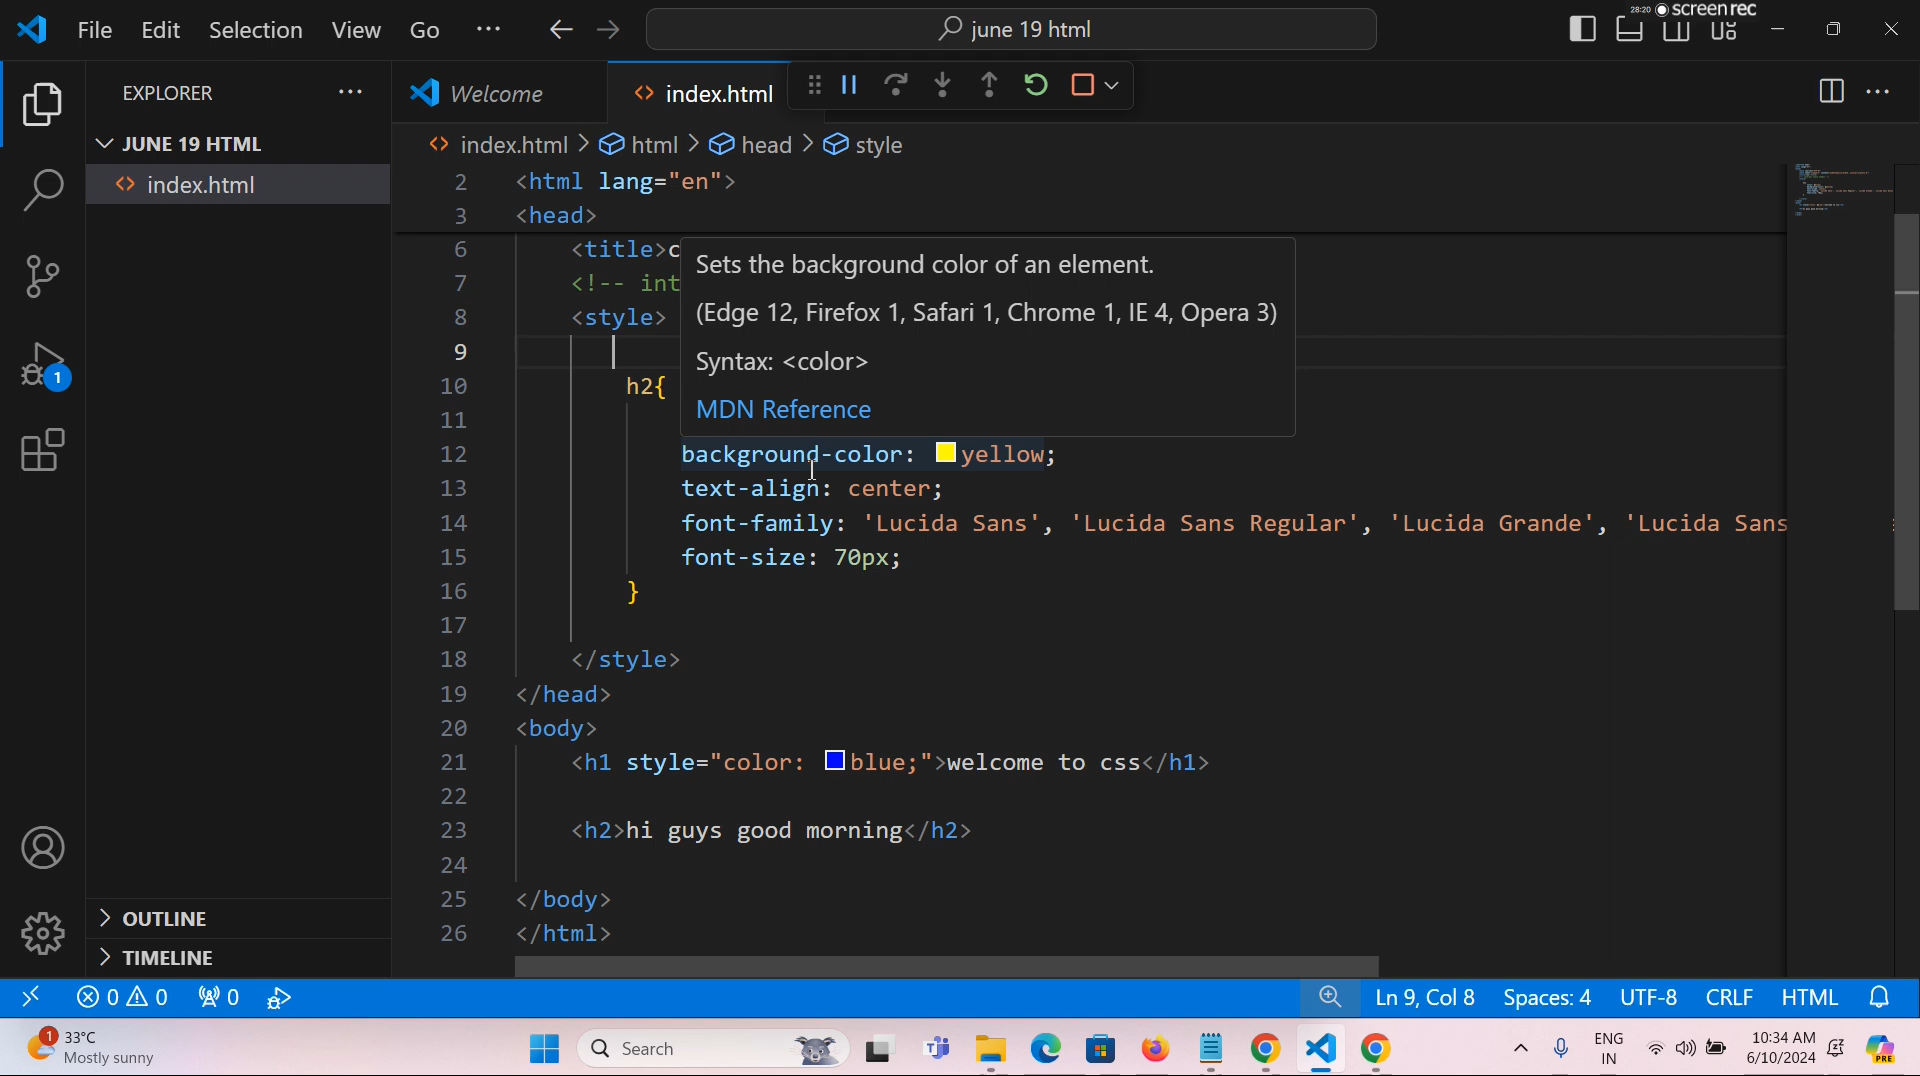 File Edit Selection View Go ··· june 19 html
28:20 screen rec
EXPLORER ···
Welcome
index.html
JUNE 19 HTML
index.html
index.html > html > head > style
2 <html lang="en">
3 <head>
6 <title>c
7 <!-- int
8 <style>
9
10 h2{
11
12 background-color: yellow;
13 text-align: center;
14 font-family: 'Lucida Sans', 'Lucida Sans Regular', 'Lucida Grande', 'Lucida Sans
15 font-size: 70px;
16 }
17
18 </style>
19 </head>
20 <body>
21 <h1 style="color: blue;">welcome to css</h1>
22
23 <h2>hi guys good morning</h2>
24
25 </body>
26 </html>
Sets the background color of an element.
(Edge 12, Firefox 1, Safari 1, Chrome 1, IE 4, Opera 3)
Syntax: <color>
MDN Reference
1
OUTLINE
TIMELINE
0 0 0
Ln 9, Col 8 Spaces: 4 UTF-8 CRLF HTML
1 33°C
Mostly sunny
Search
ENG
IN
10:34 AM
6/10/2024
PRE